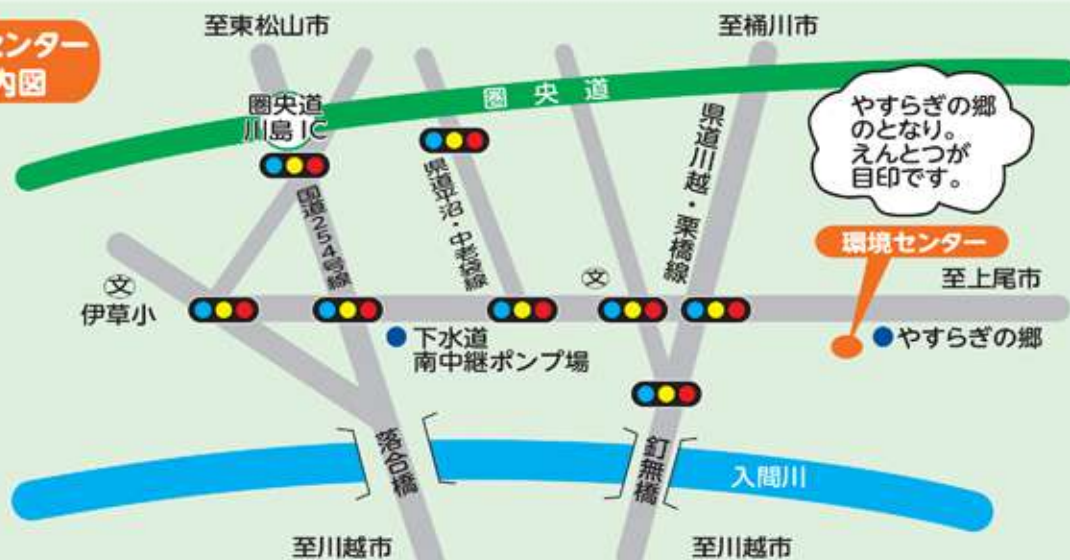 センター
内図
至東松山市
至桶川市
圏央道
圏央道
川島IC
県道川越・栗橋線
県道平沼・中老袋線
国道254号線
やすらぎの郷
のとなり。
えんとつが
目印です。
環境センター
至上尾市
文
伊草小
文
下水道
南中継ポンプ場
やすらぎの郷
落合橋
釘無橋
入間川
至川越市
至川越市